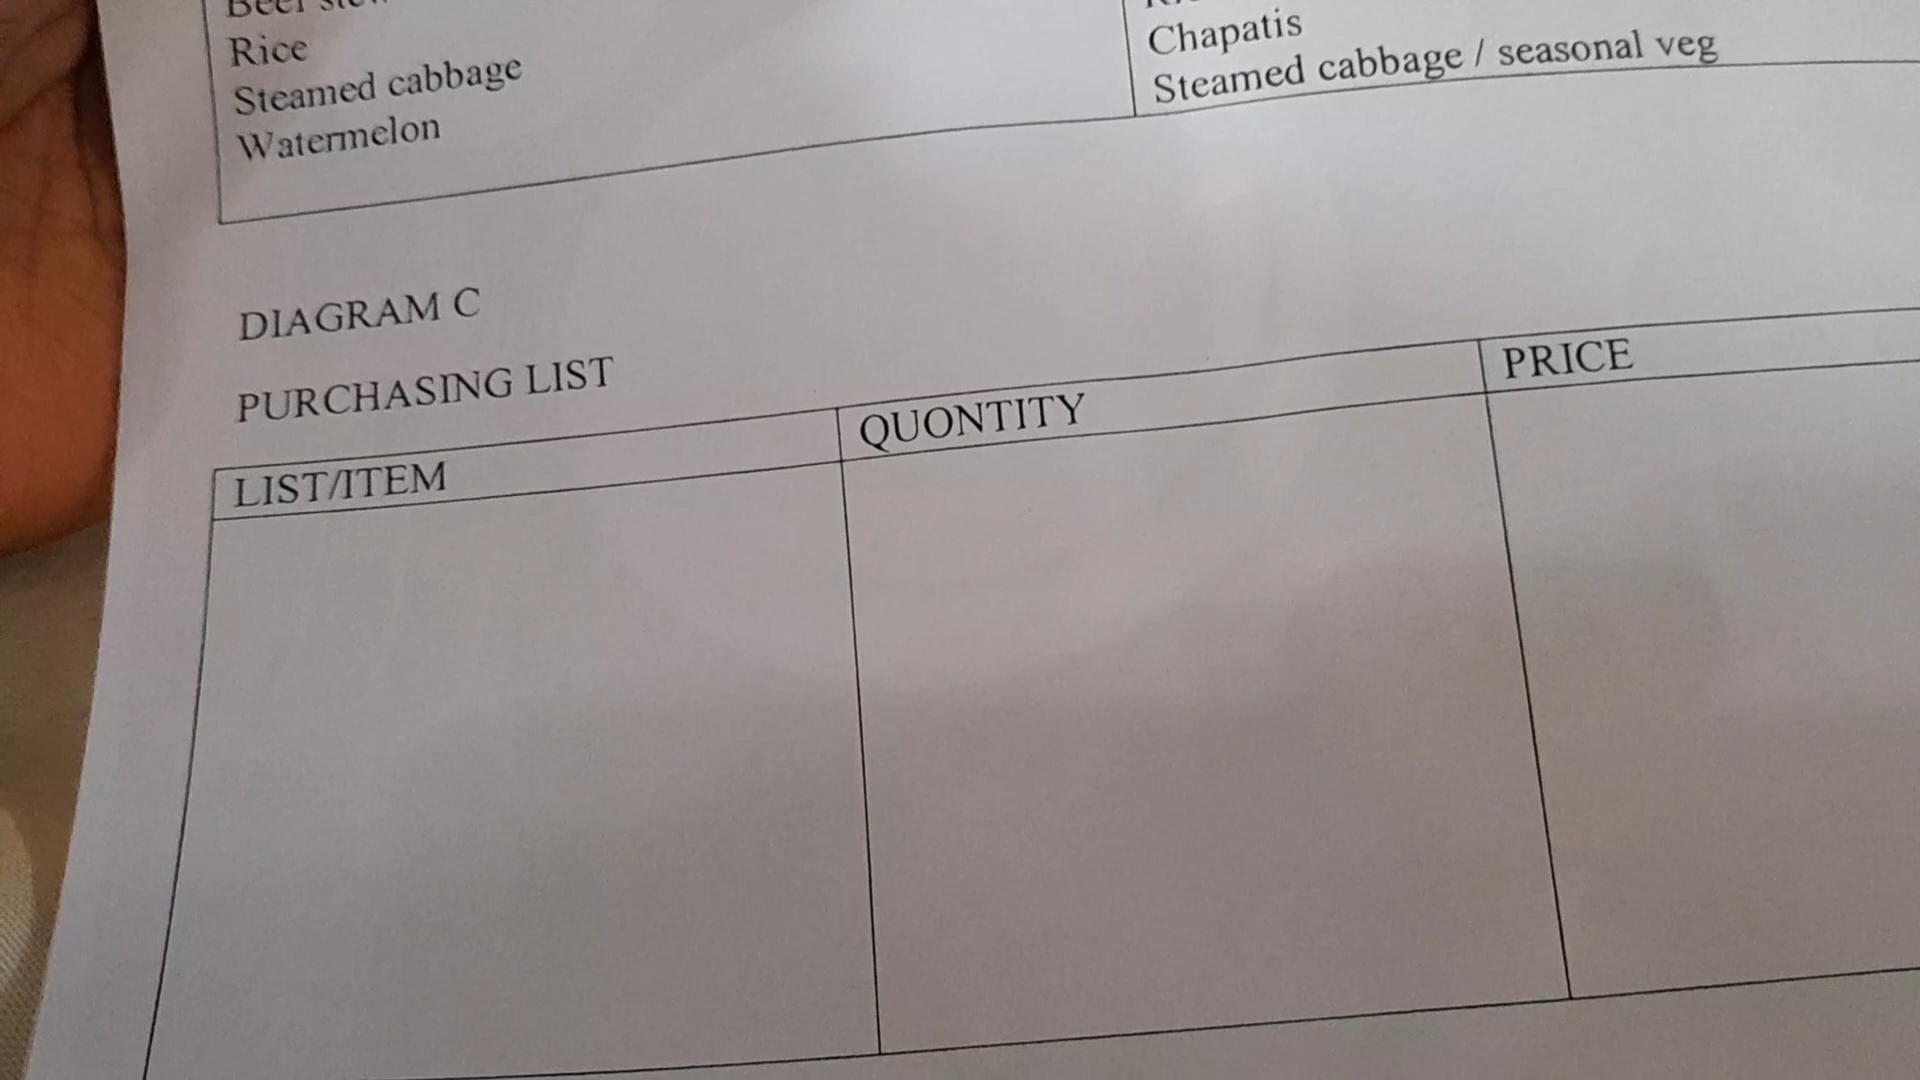 Rice
Steamed cabbage
Watermelon
Chapatis
Steamed cabbage / seasonal veg
DIAGRAM C
PURCHASING LIST
LIST/ITEM
QUONTITY
PRICE